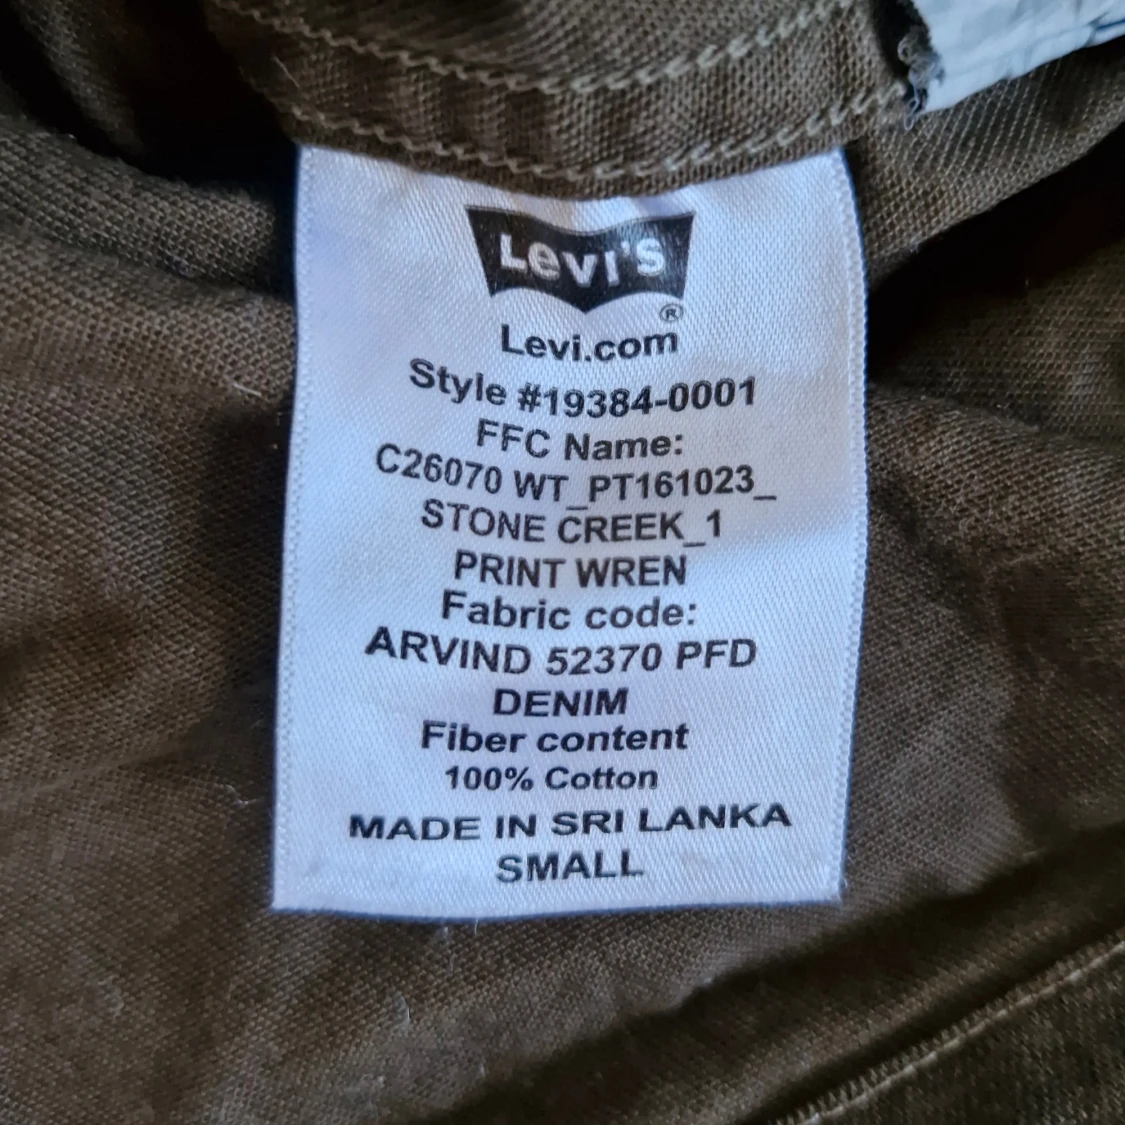 Levi's
®
Levi.com
Style #19384-0001
FFC Name:
C26070 WT_PT161023_
STONE CREEK_1
PRINT WREN
Fabric code:
ARVIND 52370 PFD
DENIM
Fiber content
100% Cotton
MADE IN SRI LANKA
SMALL